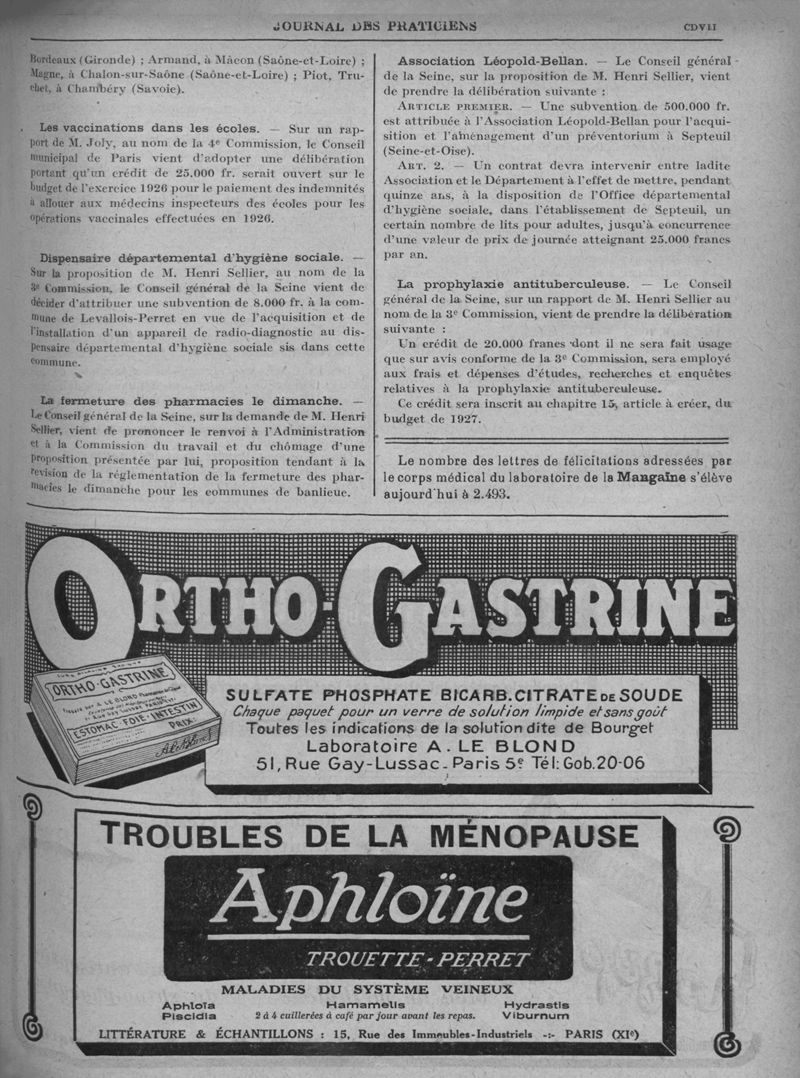 JOURNAL DES PRATICIENS
CDVII
Bordeaux (Gironde) ; Armand, à Mâcon (Saône-et-Loire) ;
Magne, à Chalon-sur-Saône (Saône-et-Loire) ; Piot, Tru-
chet, à Chambéry (Savoie).
Les vaccinations dans les écoles. — Sur un rap-
port de M. Joly, au nom de la 4e Commission, le Conseil
municipal de Paris vient d'adopter une délibération
portant qu'un crédit de 25.000 fr. serait ouvert sur le
budget de l'exercice 1926 pour le paiement des indemnités
à allouer aux médecins inspecteurs des écoles pour les
opérations vaccinales effectuées en 1926.
Dispensaire départemental d'hygiène sociale. —
Sur la proposition de M. Henri Sellier, au nom de la
3e Commission, le Conseil général de la Seine vient de
décider d'attribuer une subvention de 8.000 fr. à la com-
mune de Levallois-Perret en vue de l'acquisition et de
l'installation d'un appareil de radio-diagnostic au dis-
pensaire départemental d'hygiène sociale sis dans cette
commune.
La fermeture des pharmacies le dimanche. —
Le Conseil général de la Seine, sur la demande de M. Henri
Sellier, vient de prononcer le renvoi à l'Administration
et à la Commission du travail et du chômage d'une
proposition présentée par lui, proposition tendant à la
revision de la réglementation de la fermeture des phar-
macies le dimanche pour les communes de banlieue.
Association Léopold-Bellan. — Le Conseil général
de la Seine, sur la proposition de M. Henri Sellier, vient
de prendre la délibération suivante :
ARTICLE PREMIER. — Une subvention de 500.000 fr.
est attribuée à l'Association Léopold-Bellan pour l'acqui-
sition et l'aménagement d'un préventorium à Septeuil
(Seine-et-Oise).
ART. 2. — Un contrat devra intervenir entre ladite
Association et le Département à l'effet de mettre, pendant
quinze ans, à la disposition de l'Office départemental
d'hygiène sociale, dans l'établissement de Septeuil, un
certain nombre de lits pour adultes, jusqu'à concurrence
d'une valeur de prix de journée atteignant 25.000 francs
par an.
La prophylaxie antituberculeuse. — Le Conseil
général de la Seine, sur un rapport de M. Henri Sellier au
nom de la 3e Commission, vient de prendre la délibération
suivante :
Un crédit de 20.000 francs dont il ne sera fait usage
que sur avis conforme de la 3e Commission, sera employé
aux frais et dépenses d'études, recherches et enquêtes
relatives à la prophylaxie antituberculeuse.
Ce crédit sera inscrit au chapitre 15, article à créer, du
budget de 1927.
Le nombre des lettres de félicitations adressées par
le corps médical du laboratoire de la Mangaïne s'élève
aujourd'hui à 2.493.
ORTHO-GASTRINE
ORTHO-GASTRINE
ESTOMAC-FOIE-INTESTIN
PRIX
SULFATE PHOSPHATE BICARB. CITRATE DE SOUDE
Chaque paquet pour un verre de solution limpide et sans goût
Toutes les indications de la solution dite de Bourget
Laboratoire A. LE BLOND
51, Rue Gay-Lussac - Paris 5e Tél: Gob. 20-06
TROUBLES DE LA MÉNOPAUSE
Aphloïne
TROUETTE-PERRET
MALADIES DU SYSTÈME VEINEUX
Aphloïa Hamamelis Hydrastis
Piscidia 2 à 4 cuillerées à café par jour avant les repas. Viburnum
LITTÉRATURE & ÉCHANTILLONS : 15, Rue des Immeubles-Industriels -:- PARIS (XIe)